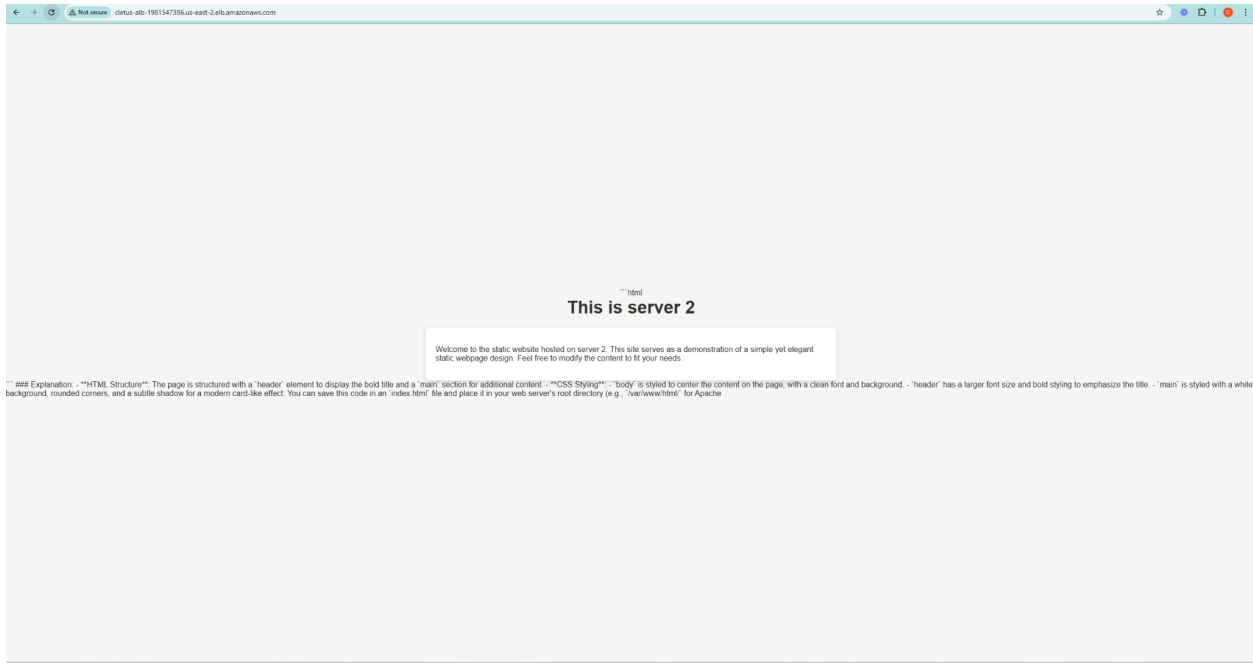 Not secure
cletus-alb-1981547386.us-east-2.elb.amazonaws.com
C
```html
This is server 2
Welcome to the static website hosted on server 2. This site serves as a demonstration of a simple yet elegant
static webpage design. Feel free to modify the content to fit your needs.
``` ### Explanation: - **HTML Structure**: The page is structured with a `header` element to display the bold title and a `main` section for additional content. - **CSS Styling**: - `body` is styled to center the content on the page, with a clean font and background. - `header` has a larger font size and bold styling to emphasize the title. - `main` is styled with a white
background, rounded corners, and a subtle shadow for a modern card-like effect. You can save this code in an `index.html` file and place it in your web server's root directory (e.g., `/var/www/html/` for Apache